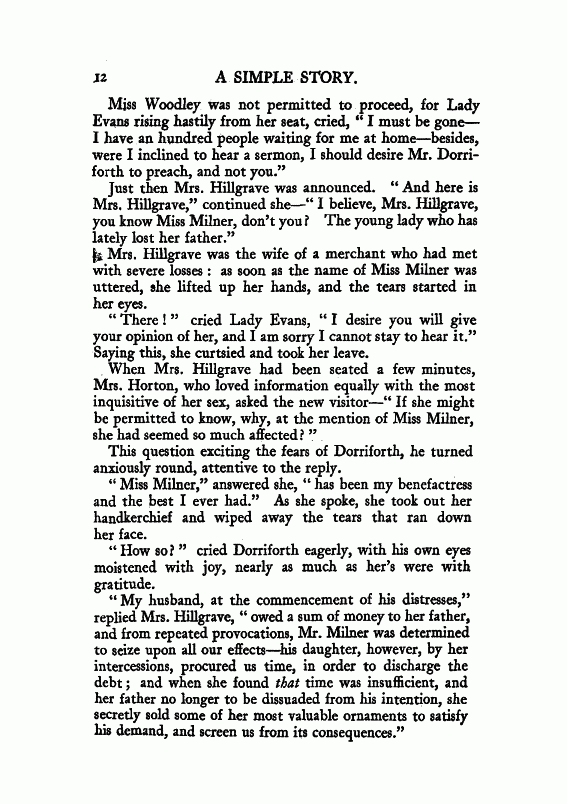 12 A SIMPLE STORY.
Miss Woodley was not permitted to proceed, for Lady
Evans rising hastily from her seat, cried, “ I must be gone—
I have an hundred people waiting for me at home—besides,
were I inclined to hear a sermon, I should desire Mr. Dorri-
forth to preach, and not you.”
Just then Mrs. Hillgrave was announced. “ And here is
Mrs. Hillgrave,” continued she—“ I believe, Mrs. Hillgrave,
you know Miss Milner, don’t you? The young lady who has
lately lost her father.”
Mrs. Hillgrave was the wife of a merchant who had met
with severe losses : as soon as the name of Miss Milner was
uttered, she lifted up her hands, and the tears started in
her eyes.
“ There ! ” cried Lady Evans, “ I desire you will give
your opinion of her, and I am sorry I cannot stay to hear it.”
Saying this, she curtsied and took her leave.
When Mrs. Hillgrave had been seated a few minutes,
Mrs. Horton, who loved information equally with the most
inquisitive of her sex, asked the new visitor—“ If she might
be permitted to know, why, at the mention of Miss Milner,
she had seemed so much affected? ”
This question exciting the fears of Dorriforth, he turned
anxiously round, attentive to the reply.
“ Miss Milner,” answered she, “ has been my benefactress
and the best I ever had.” As she spoke, she took out her
handkerchief and wiped away the tears that ran down
her face.
“ How so? ” cried Dorriforth eagerly, with his own eyes
moistened with joy, nearly as much as her’s were with
gratitude.
“ My husband, at the commencement of his distresses,”
replied Mrs. Hillgrave, “ owed a sum of money to her father,
and from repeated provocations, Mr. Milner was determined
to seize upon all our effects—his daughter, however, by her
intercessions, procured us time, in order to discharge the
debt ; and when she found that time was insufficient, and
her father no longer to be dissuaded from his intention, she
secretly sold some of her most valuable ornaments to satisfy
his demand, and screen us from its consequences.”